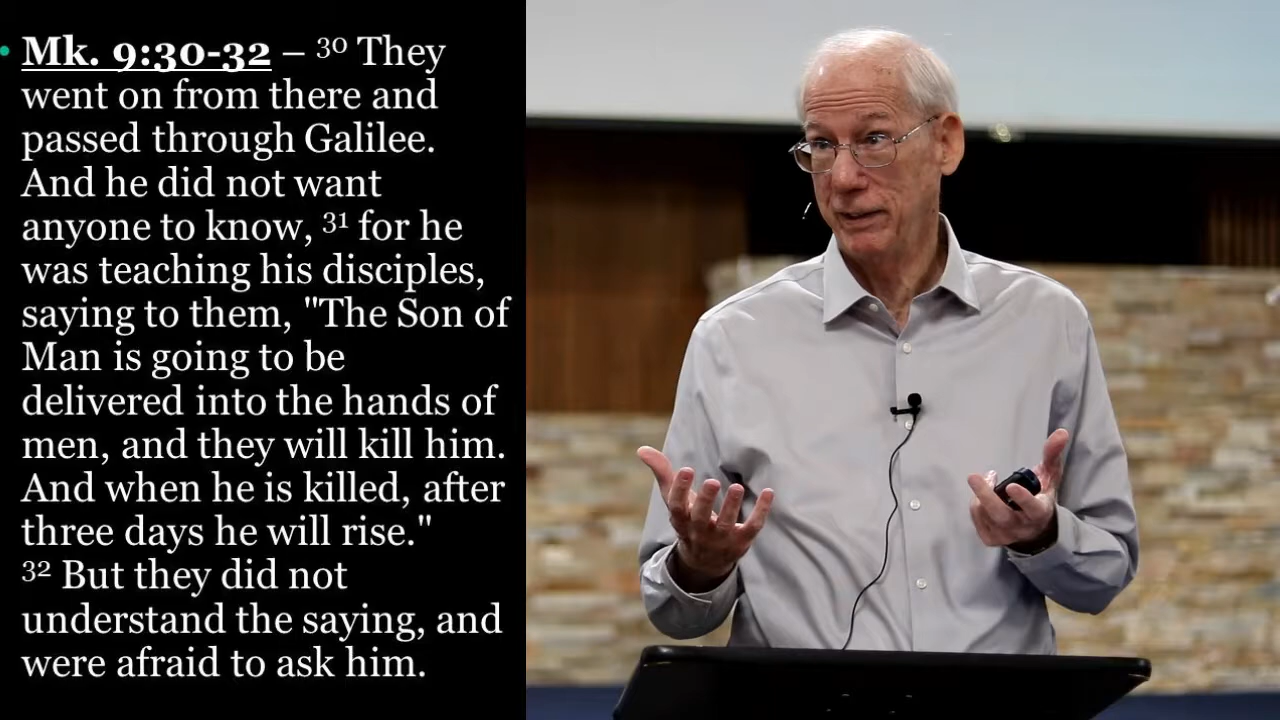 • Mk. 9:30-32 – ³⁰ They
went on from there and
passed through Galilee.
And he did not want
anyone to know, ³¹ for he
was teaching his disciples,
saying to them, "The Son of
Man is going to be
delivered into the hands of
men, and they will kill him.
And when he is killed, after
three days he will rise."
³² But they did not
understand the saying, and
were afraid to ask him.